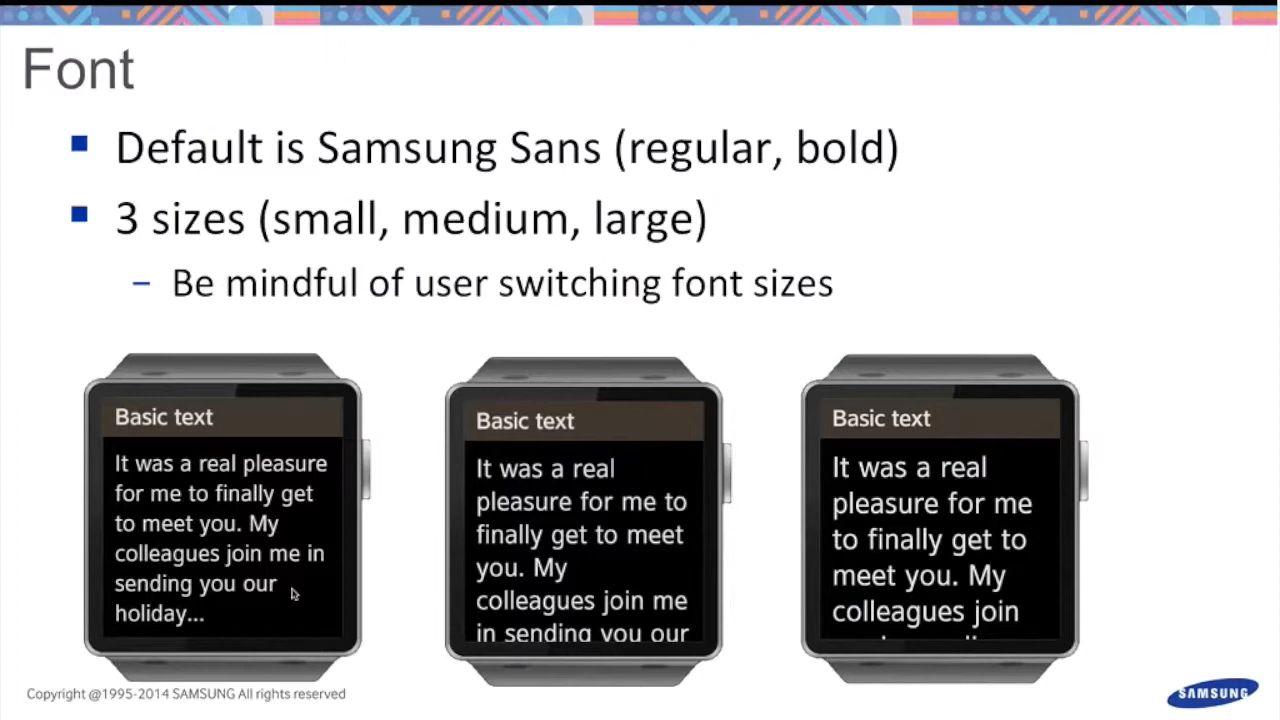 Font
Default is Samsung Sans (regular, bold)
3 sizes (small, medium, large)
– Be mindful of user switching font sizes
Basic text
It was a real pleasure
for me to finally get
to meet you. My
colleagues join me in
sending you our
holiday...
Basic text
It was a real
pleasure for me to
finally get to meet
you. My
colleagues join me
in sending you our
Basic text
It was a real
pleasure for me
to finally get to
meet you. My
colleagues join
Copyright @1995-2014 SAMSUNG All rights reserved
SAMSUNG